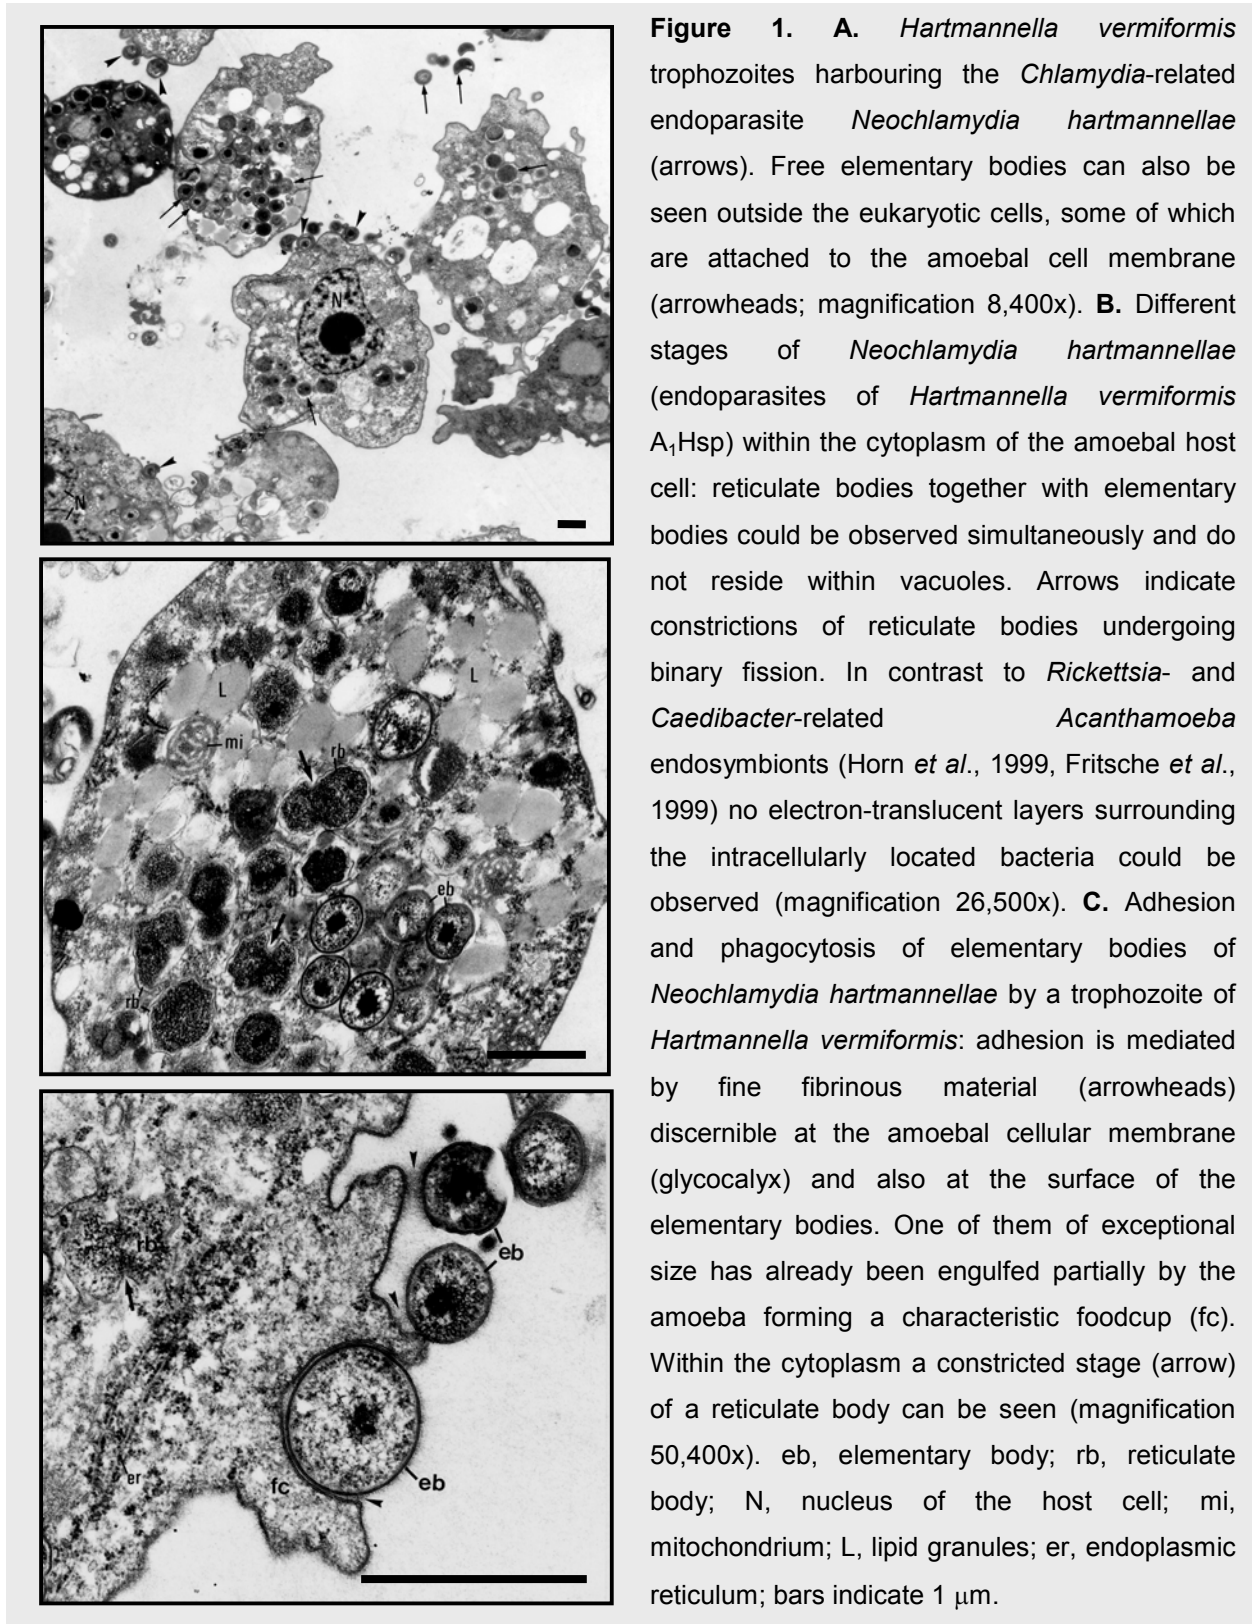 N
N
L
L
mi
rb
eb
rb
rb
eb
eb
er
fc
Figure 1. A. Hartmannella vermiformis
trophozoites harbouring the Chlamydia-related
endoparasite Neochlamydia hartmannellae
(arrows). Free elementary bodies can also be
seen outside the eukaryotic cells, some of which
are attached to the amoebal cell membrane
(arrowheads; magnification 8,400x). B. Different
stages of Neochlamydia hartmannellae
(endoparasites of Hartmannella vermiformis
A₁Hsp) within the cytoplasm of the amoebal host
cell: reticulate bodies together with elementary
bodies could be observed simultaneously and do
not reside within vacuoles. Arrows indicate
constrictions of reticulate bodies undergoing
binary fission. In contrast to Rickettsia- and
Caedibacter-related Acanthamoeba
endosymbionts (Horn et al., 1999, Fritsche et al.,
1999) no electron-translucent layers surrounding
the intracellularly located bacteria could be
observed (magnification 26,500x). C. Adhesion
and phagocytosis of elementary bodies of
Neochlamydia hartmannellae by a trophozoite of
Hartmannella vermiformis: adhesion is mediated
by fine fibrinous material (arrowheads)
discernible at the amoebal cellular membrane
(glycocalyx) and also at the surface of the
elementary bodies. One of them of exceptional
size has already been engulfed partially by the
amoeba forming a characteristic foodcup (fc).
Within the cytoplasm a constricted stage (arrow)
of a reticulate body can be seen (magnification
50,400x). eb, elementary body; rb, reticulate
body; N, nucleus of the host cell; mi,
mitochondrium; L, lipid granules; er, endoplasmic
reticulum; bars indicate 1 μm.